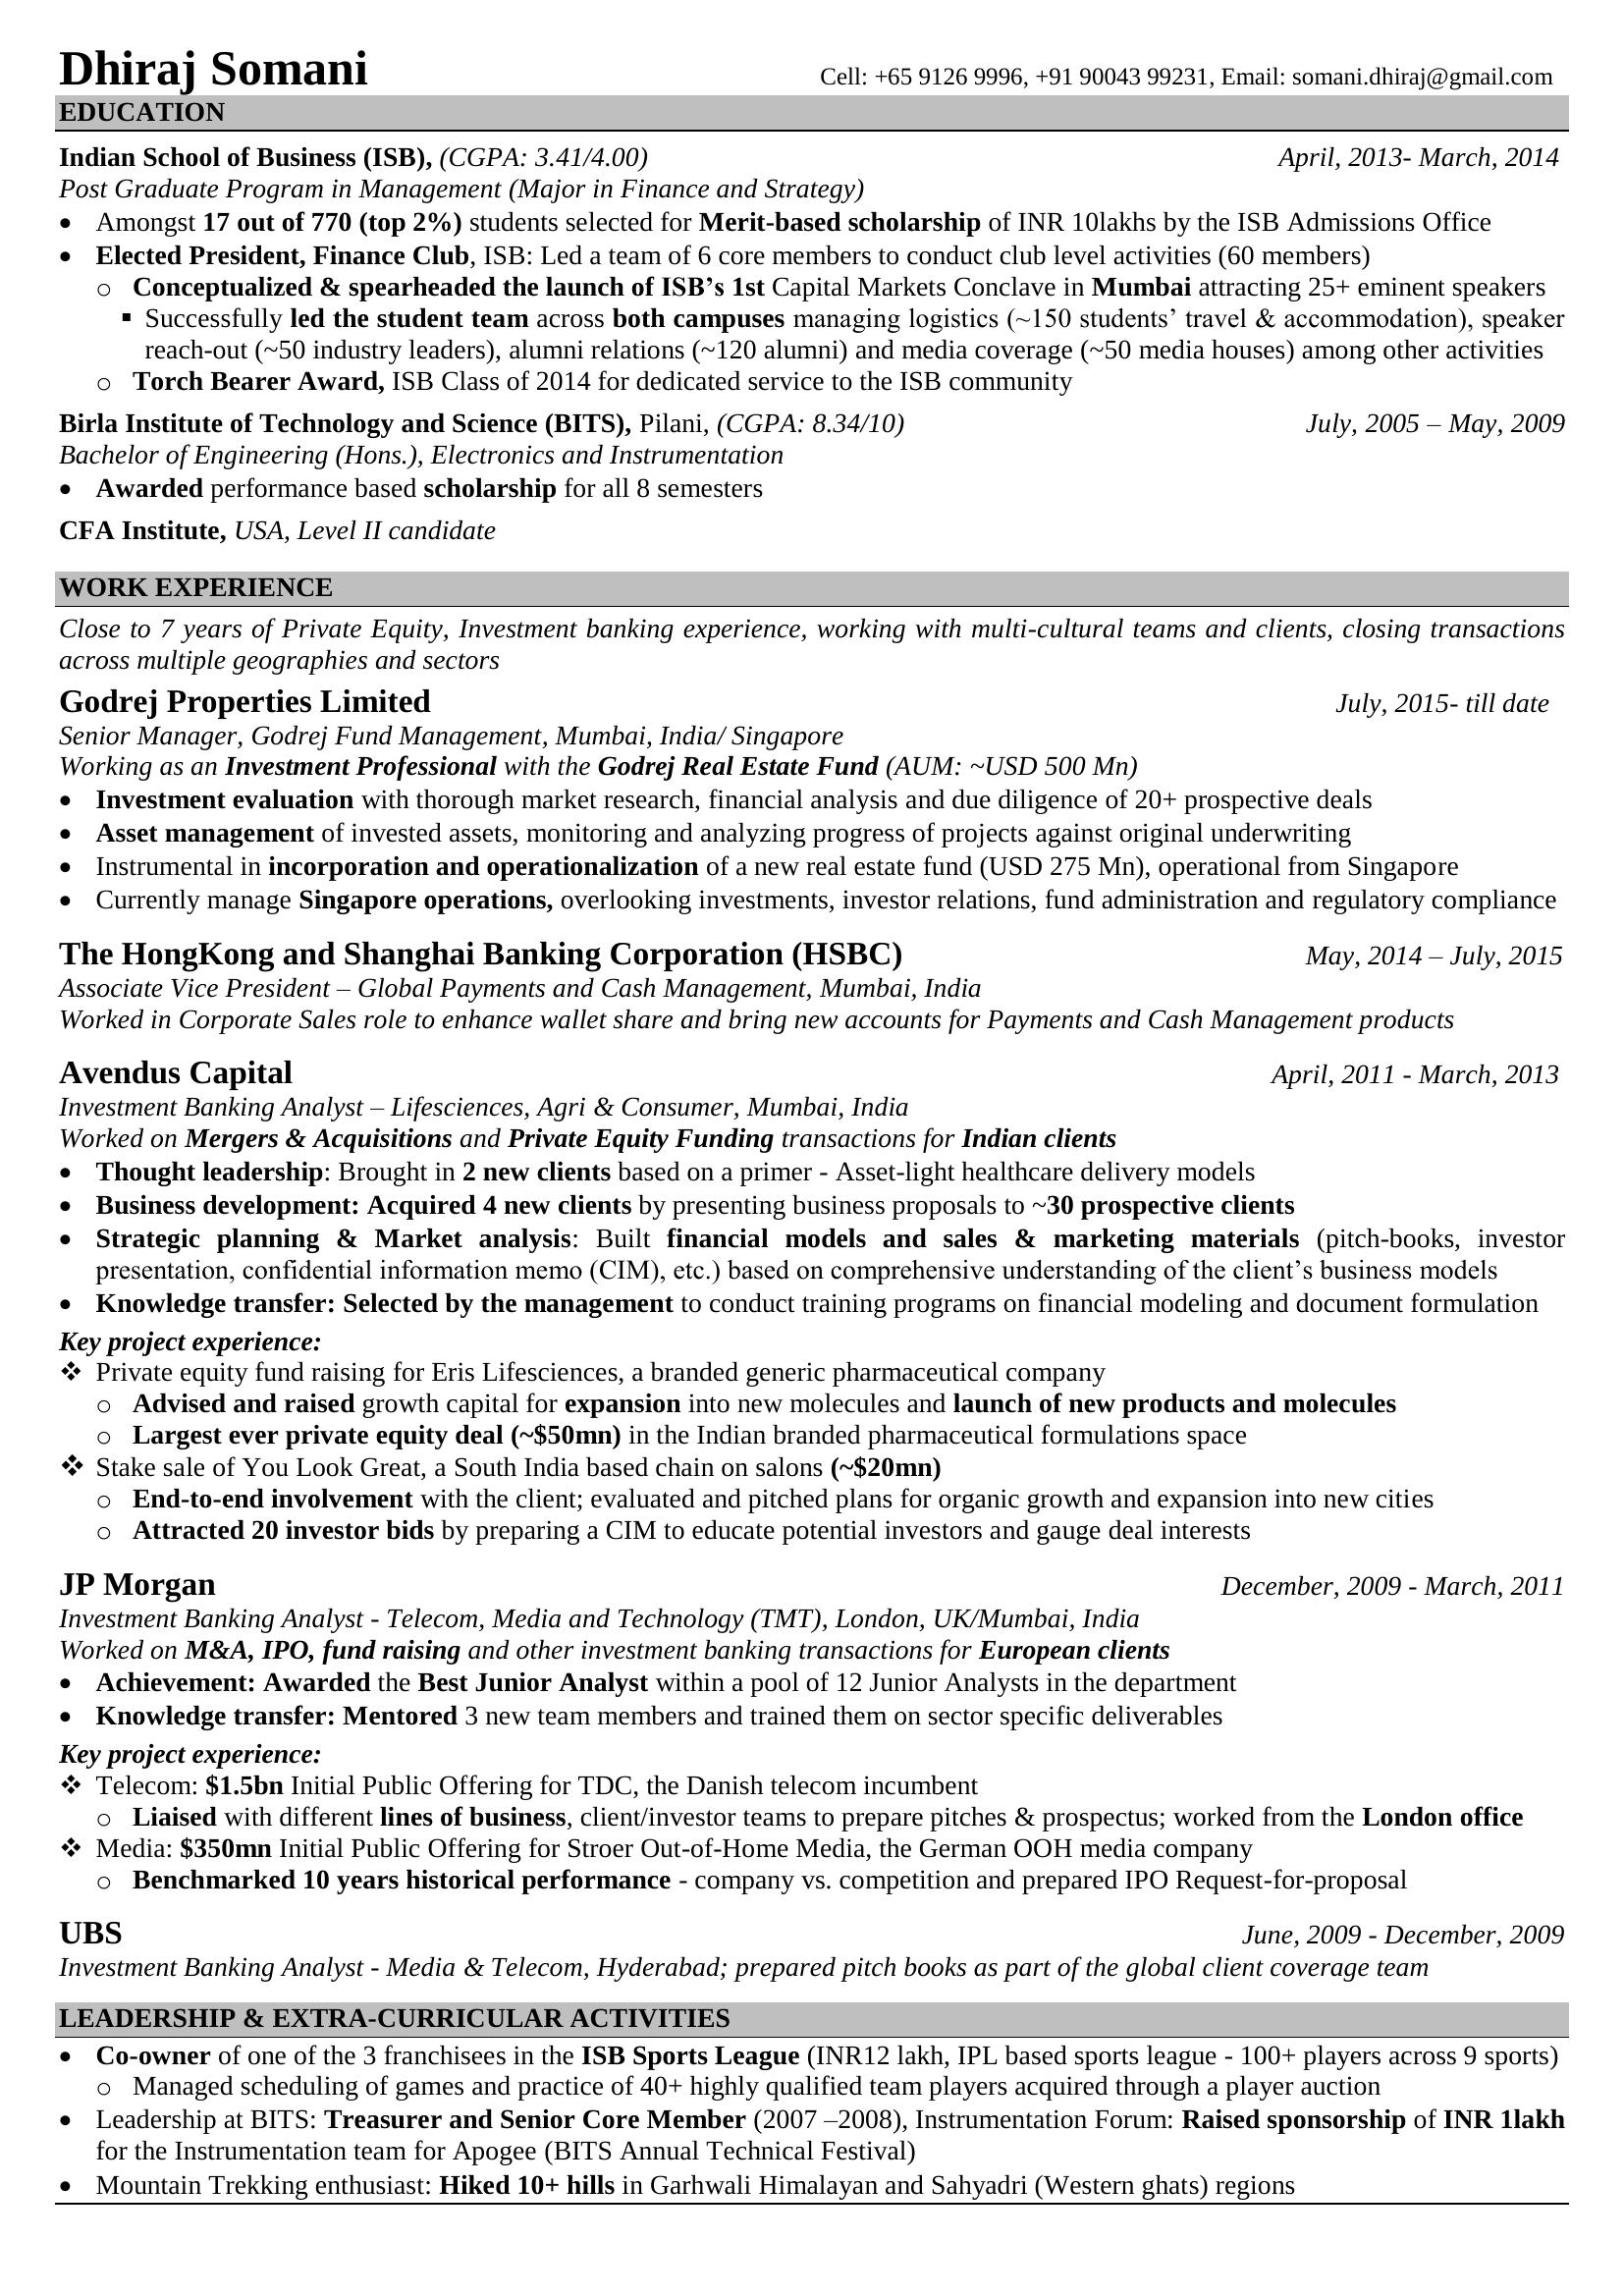 Dhiraj Somani Cell: +65 9126 9996, +91 90043 99231, Email: somani.dhiraj@gmail.com
EDUCATION
Indian School of Business (ISB), (CGPA: 3.41/4.00) April, 2013- March, 2014
Post Graduate Program in Management (Major in Finance and Strategy)
• Amongst 17 out of 770 (top 2%) students selected for Merit-based scholarship of INR 10lakhs by the ISB Admissions Office
• Elected President, Finance Club, ISB: Led a team of 6 core members to conduct club level activities (60 members)
o Conceptualized & spearheaded the launch of ISB’s 1st Capital Markets Conclave in Mumbai attracting 25+ eminent speakers
▪ Successfully led the student team across both campuses managing logistics (~150 students’ travel & accommodation), speaker
reach-out (~50 industry leaders), alumni relations (~120 alumni) and media coverage (~50 media houses) among other activities
o Torch Bearer Award, ISB Class of 2014 for dedicated service to the ISB community
Birla Institute of Technology and Science (BITS), Pilani, (CGPA: 8.34/10) July, 2005 – May, 2009
Bachelor of Engineering (Hons.), Electronics and Instrumentation
• Awarded performance based scholarship for all 8 semesters
CFA Institute, USA, Level II candidate
WORK EXPERIENCE
Close to 7 years of Private Equity, Investment banking experience, working with multi-cultural teams and clients, closing transactions
across multiple geographies and sectors
Godrej Properties Limited July, 2015- till date
Senior Manager, Godrej Fund Management, Mumbai, India/ Singapore
Working as an Investment Professional with the Godrej Real Estate Fund (AUM: ~USD 500 Mn)
• Investment evaluation with thorough market research, financial analysis and due diligence of 20+ prospective deals
• Asset management of invested assets, monitoring and analyzing progress of projects against original underwriting
• Instrumental in incorporation and operationalization of a new real estate fund (USD 275 Mn), operational from Singapore
• Currently manage Singapore operations, overlooking investments, investor relations, fund administration and regulatory compliance
The HongKong and Shanghai Banking Corporation (HSBC) May, 2014 – July, 2015
Associate Vice President – Global Payments and Cash Management, Mumbai, India
Worked in Corporate Sales role to enhance wallet share and bring new accounts for Payments and Cash Management products
Avendus Capital April, 2011 - March, 2013
Investment Banking Analyst – Lifesciences, Agri & Consumer, Mumbai, India
Worked on Mergers & Acquisitions and Private Equity Funding transactions for Indian clients
• Thought leadership: Brought in 2 new clients based on a primer - Asset-light healthcare delivery models
• Business development: Acquired 4 new clients by presenting business proposals to ~30 prospective clients
• Strategic planning & Market analysis: Built financial models and sales & marketing materials (pitch-books, investor
presentation, confidential information memo (CIM), etc.) based on comprehensive understanding of the client’s business models
• Knowledge transfer: Selected by the management to conduct training programs on financial modeling and document formulation
Key project experience:
❖ Private equity fund raising for Eris Lifesciences, a branded generic pharmaceutical company
o Advised and raised growth capital for expansion into new molecules and launch of new products and molecules
o Largest ever private equity deal (~$50mn) in the Indian branded pharmaceutical formulations space
❖ Stake sale of You Look Great, a South India based chain on salons (~$20mn)
o End-to-end involvement with the client; evaluated and pitched plans for organic growth and expansion into new cities
o Attracted 20 investor bids by preparing a CIM to educate potential investors and gauge deal interests
JP Morgan December, 2009 - March, 2011
Investment Banking Analyst - Telecom, Media and Technology (TMT), London, UK/Mumbai, India
Worked on M&A, IPO, fund raising and other investment banking transactions for European clients
• Achievement: Awarded the Best Junior Analyst within a pool of 12 Junior Analysts in the department
• Knowledge transfer: Mentored 3 new team members and trained them on sector specific deliverables
Key project experience:
❖ Telecom: $1.5bn Initial Public Offering for TDC, the Danish telecom incumbent
o Liaised with different lines of business, client/investor teams to prepare pitches & prospectus; worked from the London office
❖ Media: $350mn Initial Public Offering for Stroer Out-of-Home Media, the German OOH media company
o Benchmarked 10 years historical performance - company vs. competition and prepared IPO Request-for-proposal
UBS June, 2009 - December, 2009
Investment Banking Analyst - Media & Telecom, Hyderabad; prepared pitch books as part of the global client coverage team
LEADERSHIP & EXTRA-CURRICULAR ACTIVITIES
• Co-owner of one of the 3 franchisees in the ISB Sports League (INR12 lakh, IPL based sports league - 100+ players across 9 sports)
o Managed scheduling of games and practice of 40+ highly qualified team players acquired through a player auction
• Leadership at BITS: Treasurer and Senior Core Member (2007 –2008), Instrumentation Forum: Raised sponsorship of INR 1lakh
for the Instrumentation team for Apogee (BITS Annual Technical Festival)
• Mountain Trekking enthusiast: Hiked 10+ hills in Garhwali Himalayan and Sahyadri (Western ghats) regions